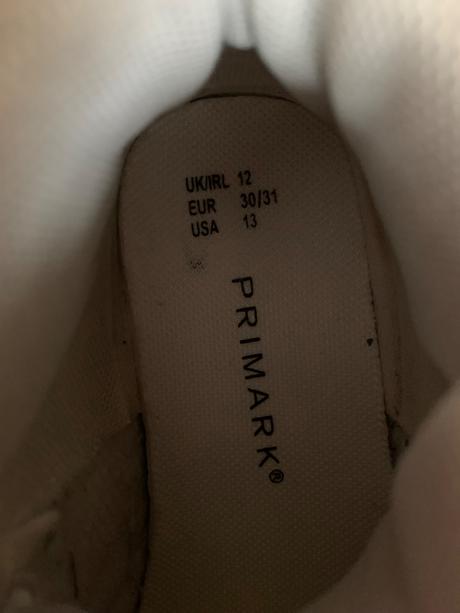 UK/IRL 12
EUR 30/31
USA 13
PRIMARK®